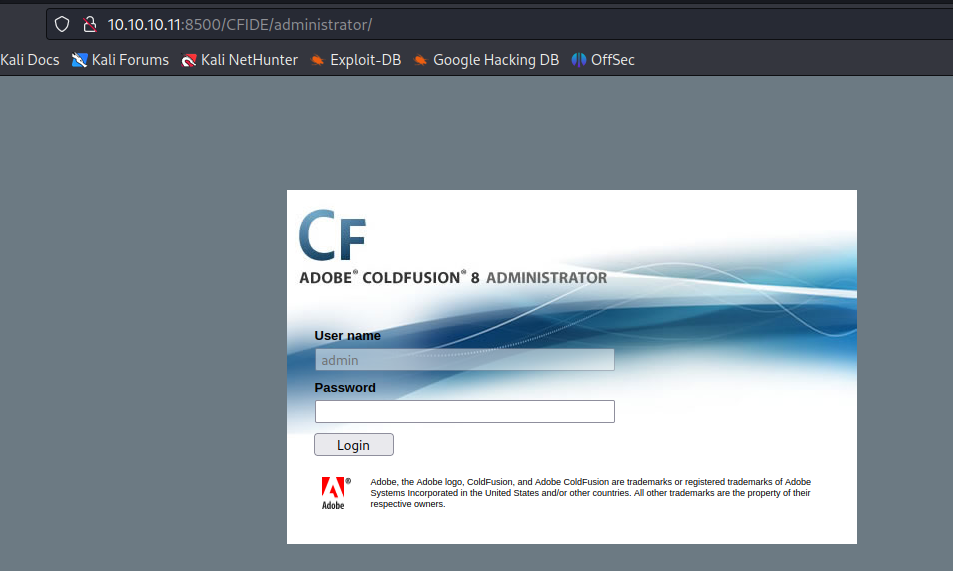 10.10.10.11:8500/CFIDE/administrator/
Kali Docs Kali Forums Kali NetHunter Exploit-DB Google Hacking DB OffSec
CF
ADOBE® COLDFUSION® 8 ADMINISTRATOR
User name
admin
Password
Login
Adobe, the Adobe logo, ColdFusion, and Adobe ColdFusion are trademarks or registered trademarks of Adobe
Systems Incorporated in the United States and/or other countries. All other trademarks are the property of their
respective owners.
®
Adobe